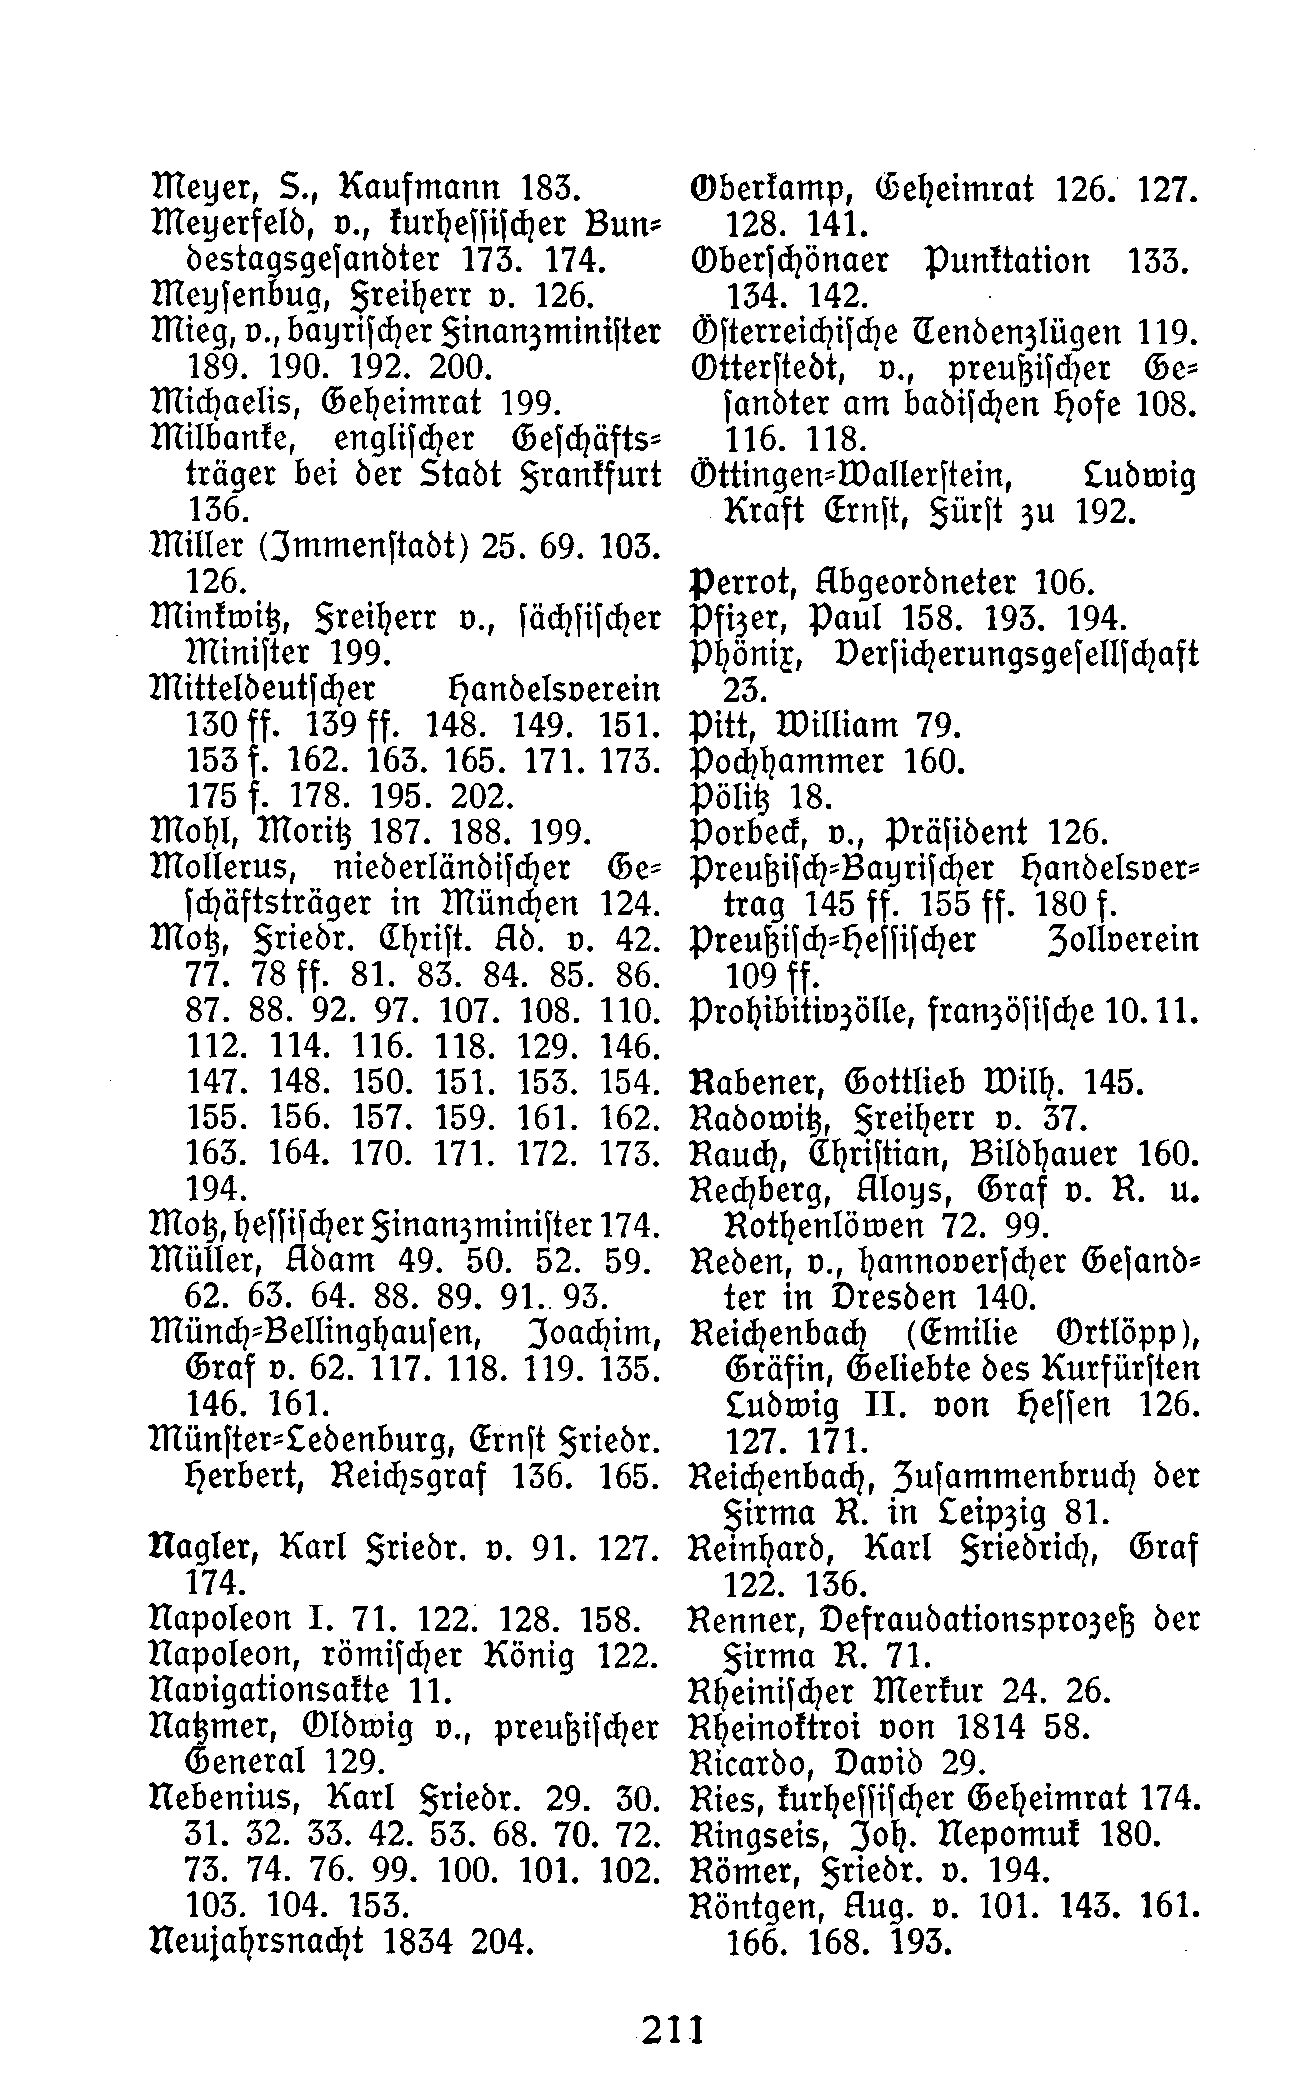 Meyer, S., Kaufmann 183.
Meyerfeld, v., kurhessischer Bun-
destagsgesandter 173. 174.
Meysenbug, Freiherr v. 126.
Mieg, v., bayrischer Finanzminister
189. 190. 192. 200.
Michaelis, Geheimrat 199.
Milbanke, englischer Geschäfts-
träger bei der Stadt Frankfurt
136.
Miller (Immenstadt) 25. 69. 103.
126.
Minkwitz, Freiherr v., sächsischer
Minister 199.
Mitteldeutscher Handelsverein
130 ff. 139 ff. 148. 149. 151.
153 f. 162. 163. 165. 171. 173.
175 f. 178. 195. 202.
Mohl, Moritz 187. 188. 199.
Mollerus, niederländischer Ge-
schäftsträger in München 124.
Motz, Friedr. Christ. Ad. v. 42.
77. 78 ff. 81. 83. 84. 85. 86.
87. 88. 92. 97. 107. 108. 110.
112. 114. 116. 118. 129. 146.
147. 148. 150. 151. 153. 154.
155. 156. 157. 159. 161. 162.
163. 164. 170. 171. 172. 173.
194.
Motz, hessischer Finanzminister 174.
Müller, Adam 49. 50. 52. 59.
62. 63. 64. 88. 89. 91. 93.
Münch-Bellinghausen, Joachim,
Graf v. 62. 117. 118. 119. 135.
146. 161.
Münster-Ledenburg, Ernst Friedr.
Herbert, Reichsgraf 136. 165.
Nagler, Karl Friedr. v. 91. 127.
174.
Napoleon I. 71. 122. 128. 158.
Napoleon, römischer König 122.
Navigationsakte 11.
Natzmer, Oldwig v., preußischer
General 129.
Nebenius, Karl Friedr. 29. 30.
31. 32. 33. 42. 53. 68. 70. 72.
73. 74. 76. 99. 100. 101. 102.
103. 104. 153.
Neujahrsnacht 1834 204.
Oberkamp, Geheimrat 126. 127.
128. 141.
Oberschönaer Punktation 133.
134. 142.
Österreichische Tendenzlügen 119.
Otterstedt, v., preußischer Ge-
sandter am badischen Hofe 108.
116. 118.
Öttingen-Wallerstein, Ludwig
Kraft Ernst, Fürst zu 192.
Perrot, Abgeordneter 106.
Pfizer, Paul 158. 193. 194.
Phönix, Versicherungsgesellschaft
23.
Pitt, William 79.
Pochhammer 160.
Pölitz 18.
Porbeck, v., Präsident 126.
Preußisch-Bayrischer Handelsver-
trag 145 ff. 155 ff. 180 f.
Preußisch-Hessischer Zollverein
109 ff.
Prohibitivzölle, französische 10. 11.
Rabener, Gottlieb Wilh. 145.
Radowitz, Freiherr v. 37.
Rauch, Christian, Bildhauer 160.
Rechberg, Aloys, Graf v. R. u.
Rothenlöwen 72. 99.
Reden, v., hannoverscher Gesand-
ter in Dresden 140.
Reichenbach (Emilie Ortlöpp),
Gräfin, Geliebte des Kurfürsten
Ludwig II. von Hessen 126.
127. 171.
Reichenbach, Zusammenbruch der
Firma R. in Leipzig 81.
Reinhard, Karl Friedrich, Graf
122. 136.
Renner, Defraudationsprozeß der
Firma R. 71.
Rheinischer Merkur 24. 26.
Rheinoktroi von 1814 58.
Ricardo, David 29.
Ries, kurhessischer Geheimrat 174.
Ringseis, Joh. Nepomuk 180.
Römer, Friedr. v. 194.
Röntgen, Aug. v. 101. 143. 161.
166. 168. 193.
211